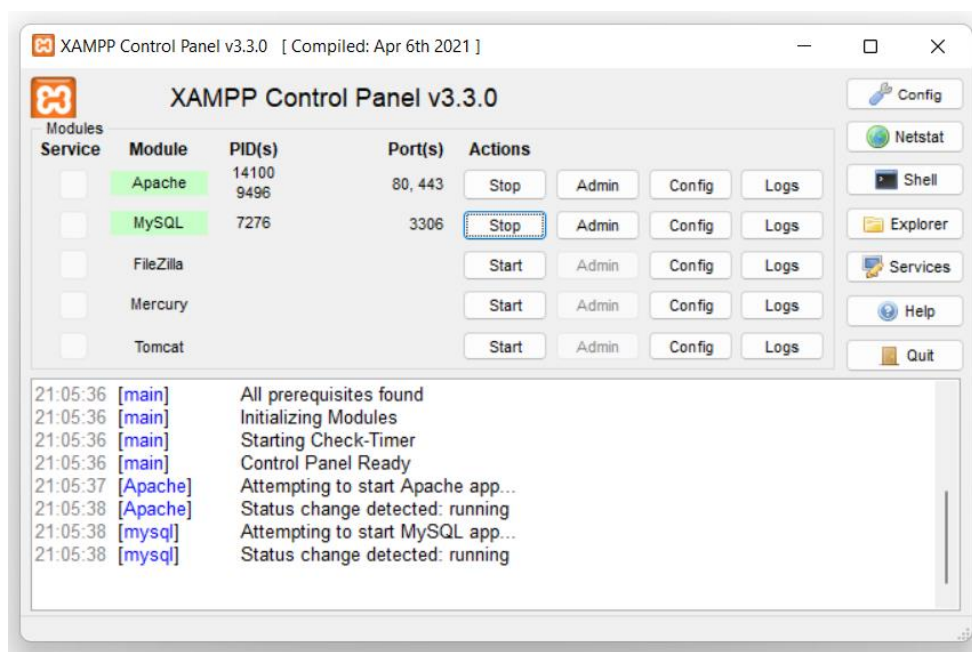 XAMPP Control Panel v3.3.0 [ Compiled: Apr 6th 2021 ]
XAMPP Control Panel v3.3.0
Config
Modules
Service Module PID(s) Port(s) Actions
Netstat
Apache 14100 9496 80, 443 Stop Admin Config Logs
Shell
MySQL 7276 3306 Stop Admin Config Logs
Explorer
FileZilla Start Admin Config Logs
Services
Mercury Start Admin Config Logs
Help
Tomcat Start Admin Config Logs
Quit
21:05:36 [main] All prerequisites found
21:05:36 [main] Initializing Modules
21:05:36 [main] Starting Check-Timer
21:05:36 [main] Control Panel Ready
21:05:37 [Apache] Attempting to start Apache app...
21:05:38 [Apache] Status change detected: running
21:05:38 [mysql] Attempting to start MySQL app...
21:05:38 [mysql] Status change detected: running